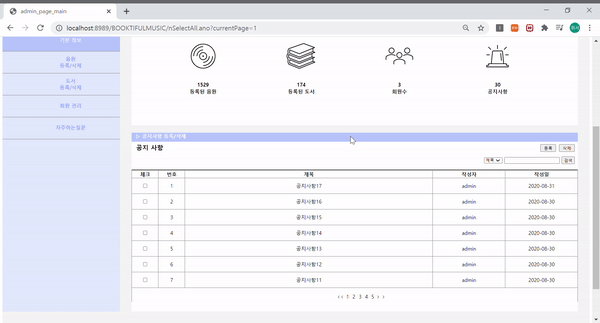 admin_page_main
localhost:8989/BOOKTIFULMUSIC/nSelectAll.ano?currentPage=1
기본 정보
음원
등록/삭제
도서
등록/삭제
회원 관리
자주하는질문
1529
등록된 음원
174
등록된 도서
3
회원수
30
공지사항
▷ 공지사항 등록/삭제
공지 사항
등록 삭제
제목 검색
체크 번호 제목 작성자 작성일
1 공지사항17 admin 2020-08-31
2 공지사항16 admin 2020-08-30
3 공지사항15 admin 2020-08-30
4 공지사항14 admin 2020-08-30
5 공지사항13 admin 2020-08-30
6 공지사항12 admin 2020-08-30
7 공지사항11 admin 2020-08-30
‹‹ 1 2 3 4 5 › ››